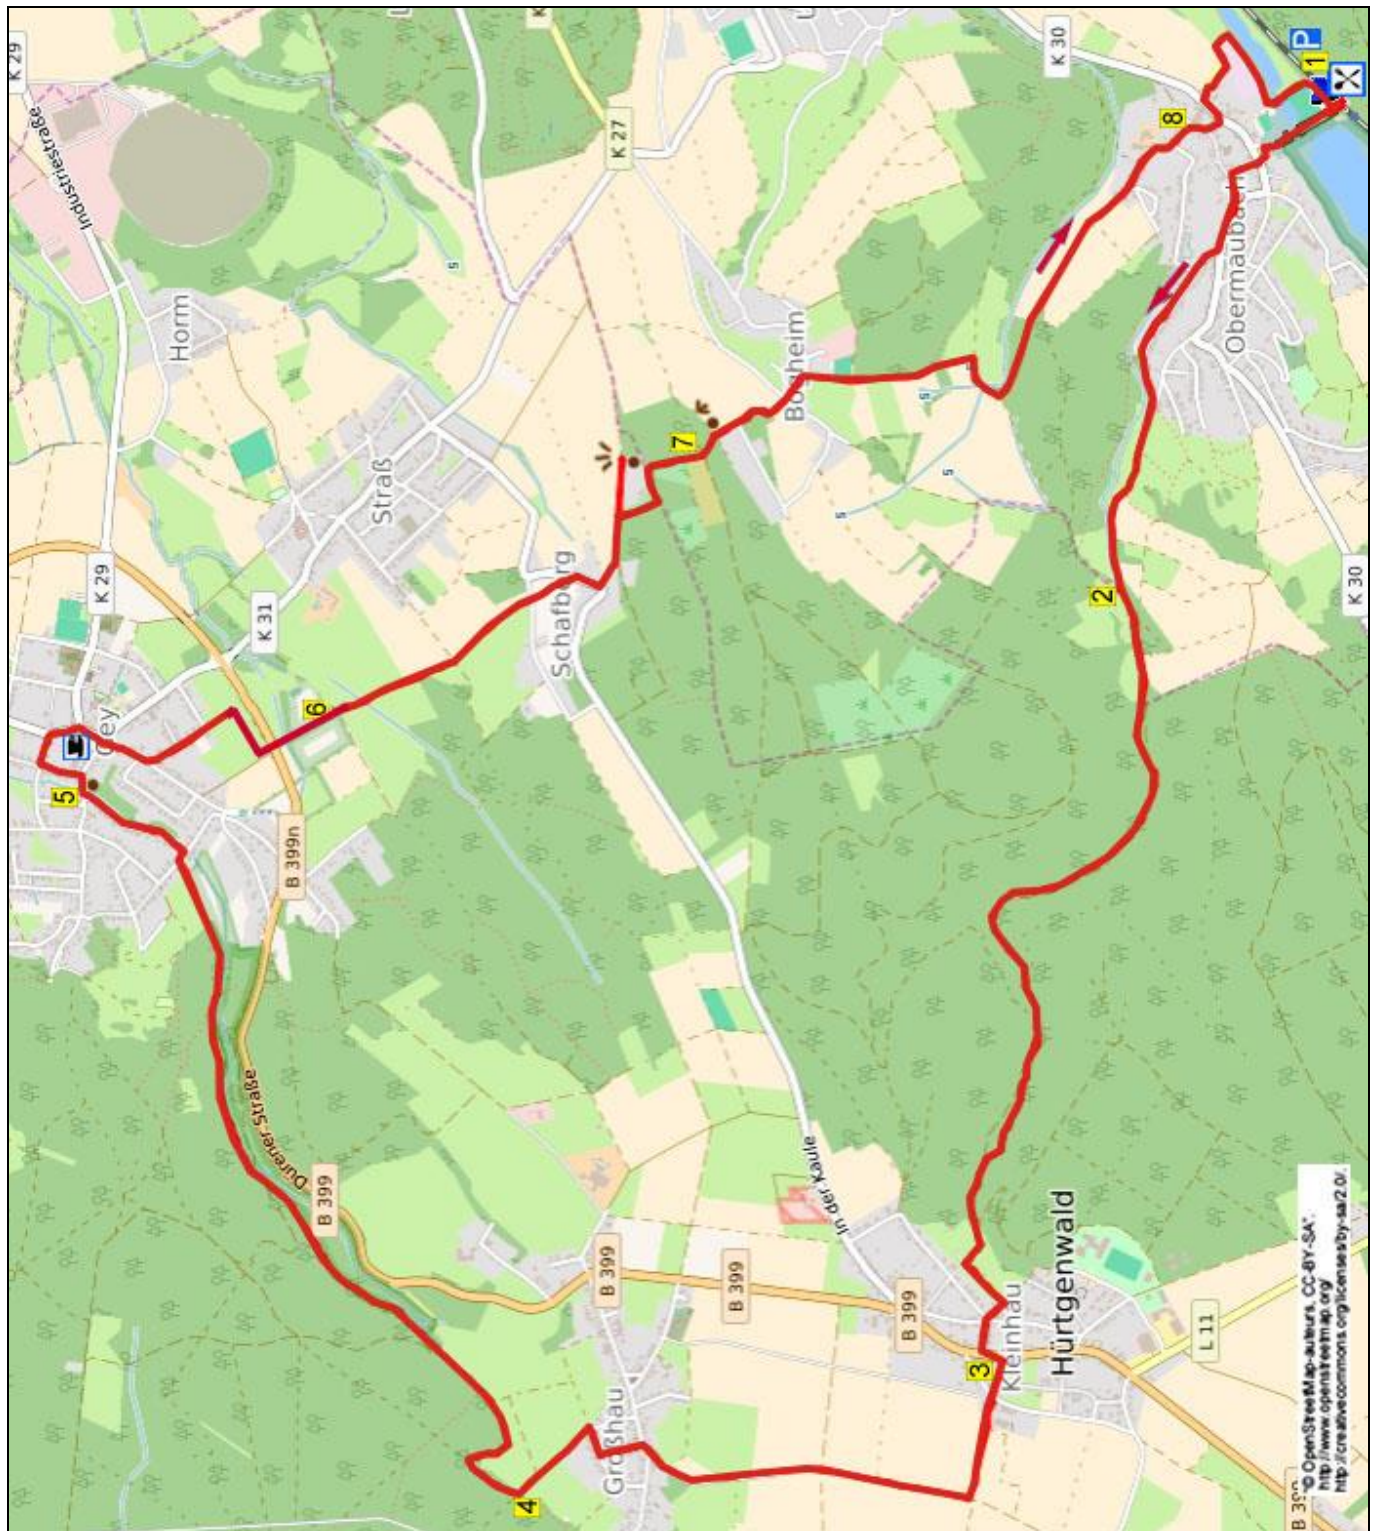 K 29
Industriestraße
K
K 30
P
1
K 27
8
Horm
Obermaubach
Bogheim
7
Straß
K 29
K 31
Schafberg
6
2
K 30
Gey
5
B 399n
Dürener Straße
B 399
In der Kaule
B 399
B 399
B 399
Kleinhau
Hürtgenwald
3
L 11
Großhau
4
© OpenStreetMap-auteurs, CC-BY-SA".
http://www.openstreetmap.org/
http://creativecommons.org/licenses/by-sa/2.0/.